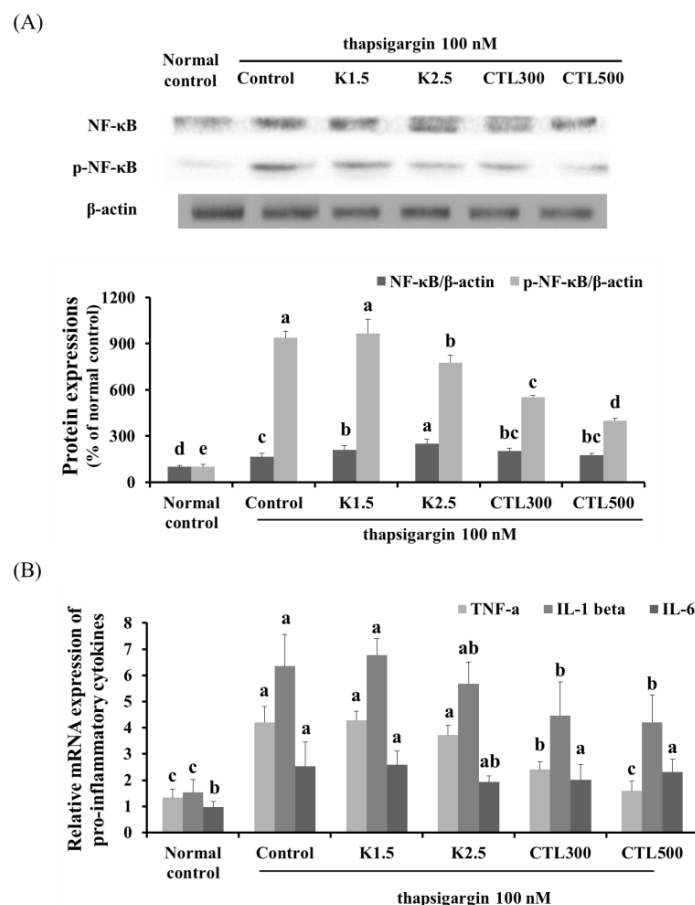 (A)
thapsigargin 100 nM
Normal control
Control K1.5 K2.5 CTL300 CTL500
NF-κB
p-NF-κB
β-actin
NF-κB/β-actin p-NF-κB/β-actin
Protein expressions
(% of normal control)
1200
900
600
300
0
d e c a b a a b bc c bc d
Normal control
Control K1.5 K2.5 CTL300 CTL500
thapsigargin 100 nM
(B)
TNF-a IL-1 beta IL-6
Relative mRNA expression of
pro-inflammatory cytokines
8
7
6
5
4
3
2
1
0
c c b a a a a a a a ab ab b b a c b a
Normal control
Control K1.5 K2.5 CTL300 CTL500
thapsigargin 100 nM